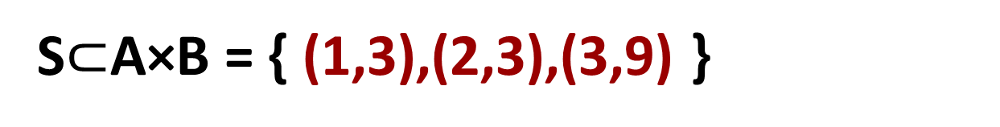 S⊂A×B = { (1,3),(2,3),(3,9) }